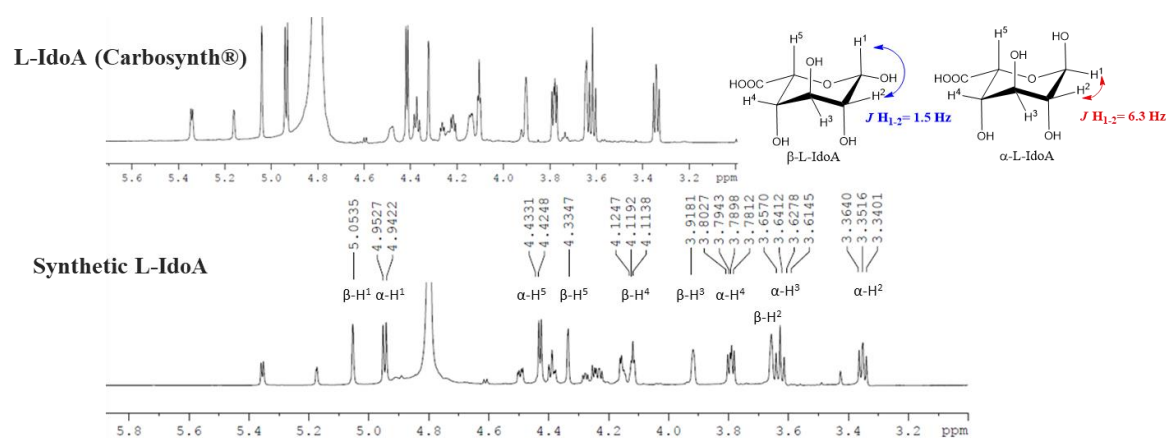 L-IdoA (Carbosynth®)
5.6 5.4 5.2 5.0 4.8 4.6 4.4 4.2 4.0 3.8 3.6 3.4 3.2 ppm
H5
H1
HO
OH
HOOC
O
H4
H2
H3
OH
OH
J H1-2= 1.5 Hz
β-L-IdoA
H5
HO
HO
HOOC
O
H1
H4
H2
H3
OH
OH
J H1-2= 6.3 Hz
α-L-IdoA
Synthetic L-IdoA
5.0535
4.9527
4.9422
4.4331
4.4248
4.3347
4.1247
4.1192
4.1138
3.9181
3.8027
3.7943
3.7898
3.7812
3.6570
3.6412
3.6278
3.6145
3.3640
3.3516
3.3401
β-H1 α-H1 α-H5 β-H5 β-H4 β-H3 α-H4 α-H3 α-H2
β-H2
5.8 5.6 5.4 5.2 5.0 4.8 4.6 4.4 4.2 4.0 3.8 3.6 3.4 3.2 ppm